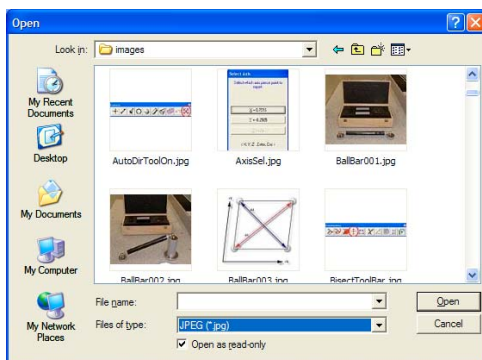 Open
Look in:
images
My Recent
Documents
Desktop
My Documents
My Computer
My Network
Places
AutoDirToolOn.jpg
AxisSel.jpg
BallBar001.jpg
BallBar002.jpg
BallBar003.jpg
BisectToolBar.jpg
File name:
Open
Files of type:
JPEG (*.jpg)
Cancel
Open as read-only